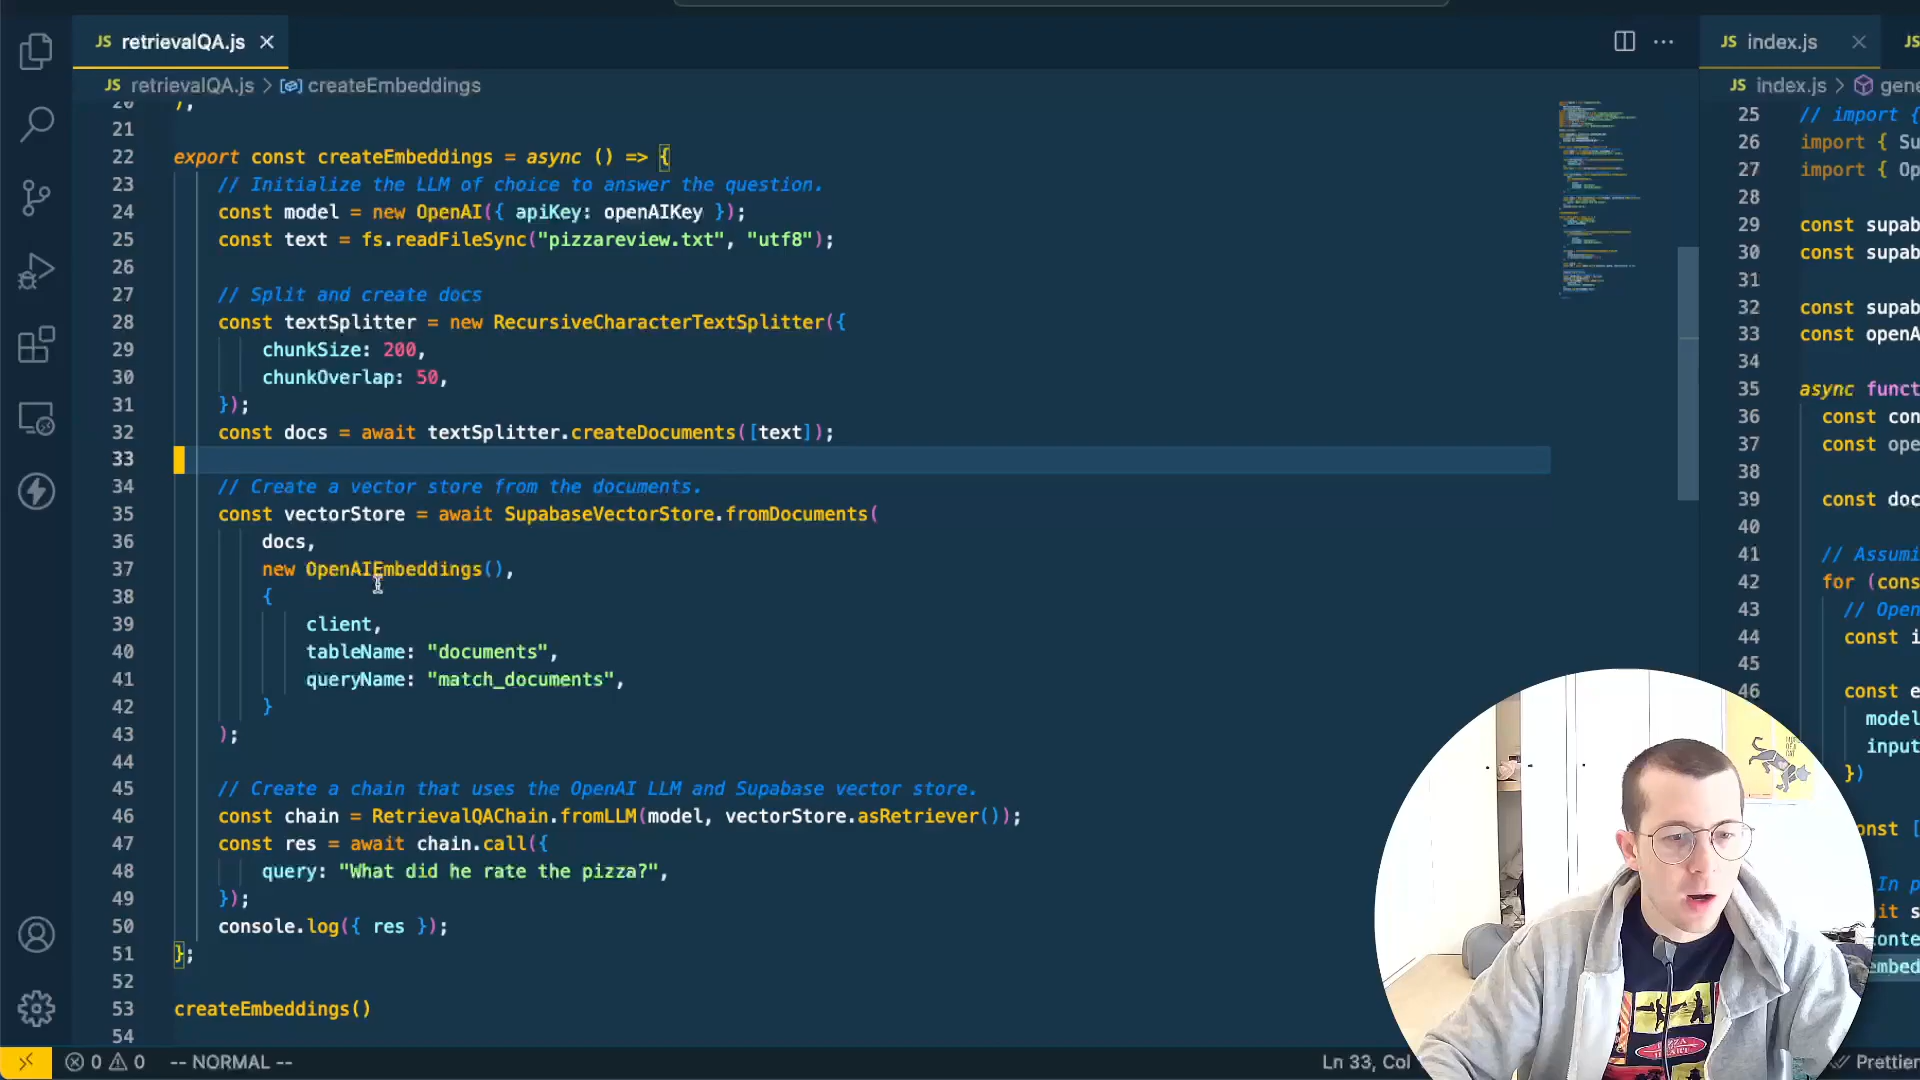 JS retrievalQA.js
JS retrievalQA.js > createEmbeddings
20 },
21
22 export const createEmbeddings = async () => {
23 // Initialize the LLM of choice to answer the question.
24 const model = new OpenAI({ apiKey: openAIKey });
25 const text = fs.readFileSync("pizzareview.txt", "utf8");
26
27 // Split and create docs
28 const textSplitter = new RecursiveCharacterTextSplitter({
29 chunkSize: 200,
30 chunkOverlap: 50,
31 });
32 const docs = await textSplitter.createDocuments([text]);
33
34 // Create a vector store from the documents.
35 const vectorStore = await SupabaseVectorStore.fromDocuments(
36 docs,
37 new OpenAIEmbeddings(),
38 {
39 client,
40 tableName: "documents",
41 queryName: "match_documents",
42 }
43 );
44
45 // Create a chain that uses the OpenAI LLM and Supabase vector store.
46 const chain = RetrievalQAChain.fromLLM(model, vectorStore.asRetriever());
47 const res = await chain.call({
48 query: "What did he rate the pizza?",
49 });
50 console.log({ res });
51 };
52
53 createEmbeddings()
54
JS index.js
JS
JS index.js > gene
25 // import {
26 import { Su
27 import { Op
28
29 const supab
30 const supab
31
32 const supab
33 const openA
34
35 async funct
36 const con
37 const ope
38
39 const doc
40
41 // Assumi
42 for (cons
43 // Open
44 const i
45
46 const e
model
input
})
onst [
In p
it s
conte
embed
0 0 -- NORMAL --
Ln 33, Col
Prettier
PIZZA